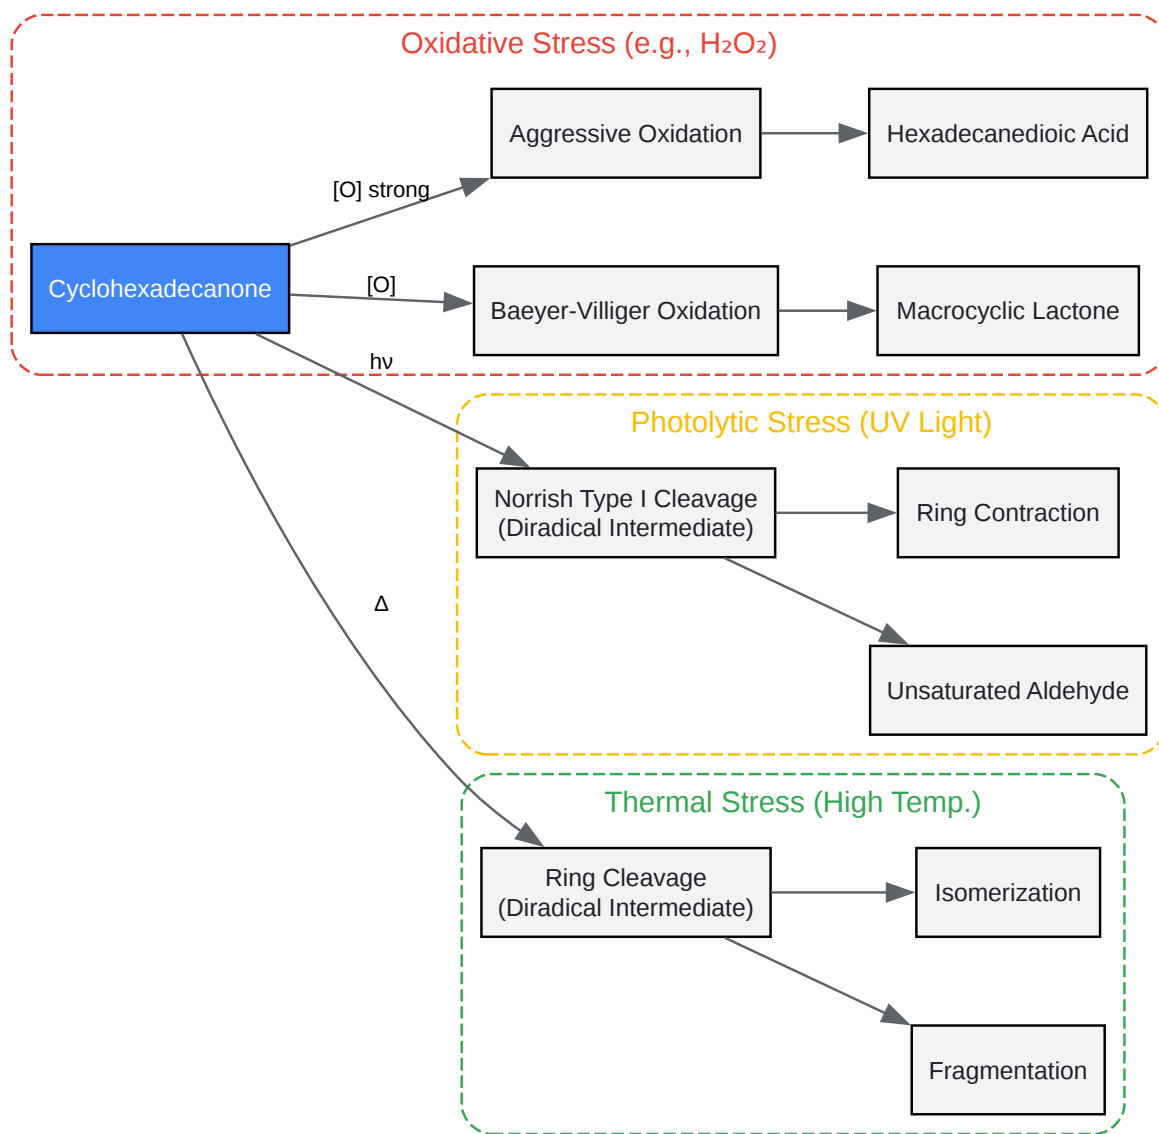 Oxidative Stress (e.g., H₂O₂)
Aggressive Oxidation
Hexadecanedioic Acid
[O] strong
Cyclohexadecanone
[O]
Baeyer-Villiger Oxidation
Macrocyclic Lactone
hν
Photolytic Stress (UV Light)
Norrish Type I Cleavage
(Diradical Intermediate)
Ring Contraction
Δ
Unsaturated Aldehyde
Thermal Stress (High Temp.)
Ring Cleavage
(Diradical Intermediate)
Isomerization
Fragmentation